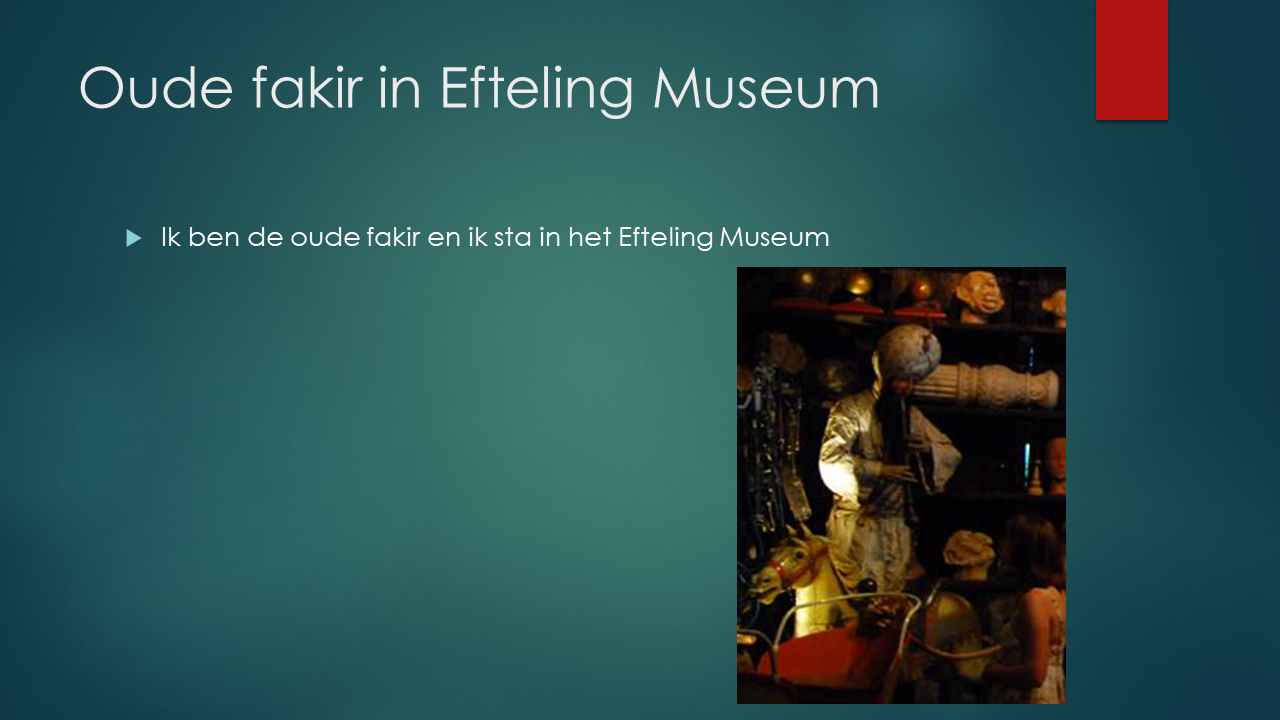 Oude fakir in Efteling Museum
Ik ben de oude fakir en ik sta in het Efteling Museum